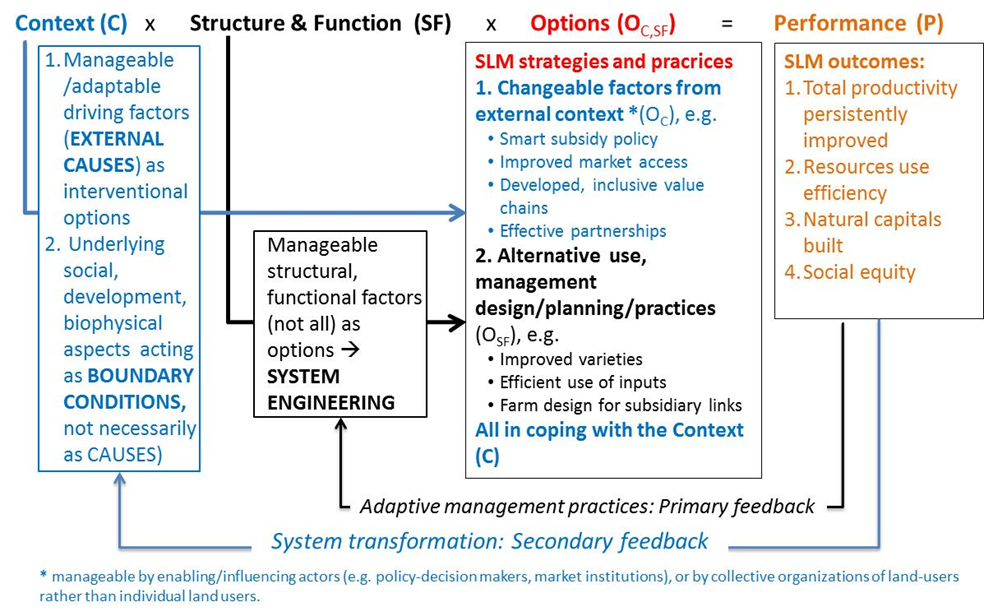 Context (C) x Structure & Function (SF) x Options (O_C,SF) = Performance (P)
1. Manageable
/adaptable
driving factors
(EXTERNAL
CAUSES) as
interventional
options
2. Underlying
social,
development,
biophysical
aspects acting
as BOUNDARY
CONDITIONS,
not necessarily
as CAUSES)
Manageable
structural,
functional factors
(not all) as
options →
SYSTEM
ENGINEERING
SLM strategies and pracrices
1. Changeable factors from
external context *(O_C), e.g.
• Smart subsidy policy
• Improved market access
• Developed, inclusive value
chains
• Effective partnerships
2. Alternative use,
management
design/planning/practices
(O_SF), e.g.
• Improved varieties
• Efficient use of inputs
• Farm design for subsidiary links
All in coping with the Context
(C)
SLM outcomes:
1. Total productivity
persistently
improved
2. Resources use
efficiency
3. Natural capitals
built
4. Social equity
Adaptive management practices: Primary feedback
System transformation: Secondary feedback
* manageable by enabling/influencing actors (e.g. policy-decision makers, market institutions), or by collective organizations of land-users
rather than individual land users.